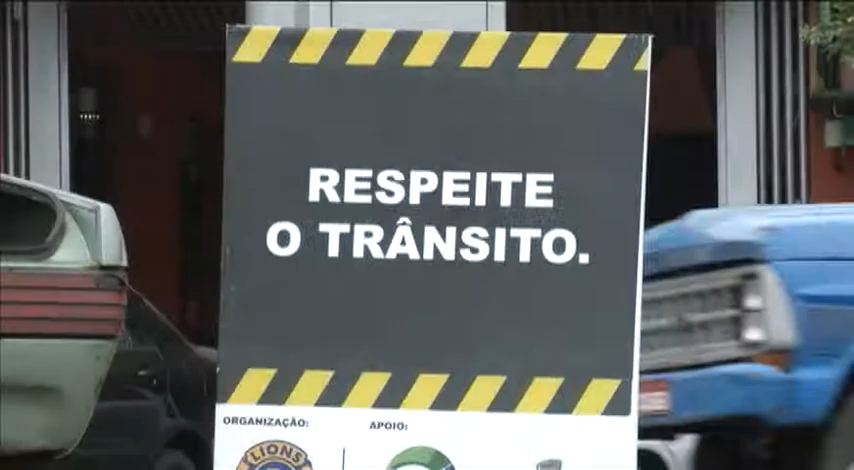 RESPEITE
O TRÂNSITO.
ORGANIZAÇÃO: APOIO:
LIONS